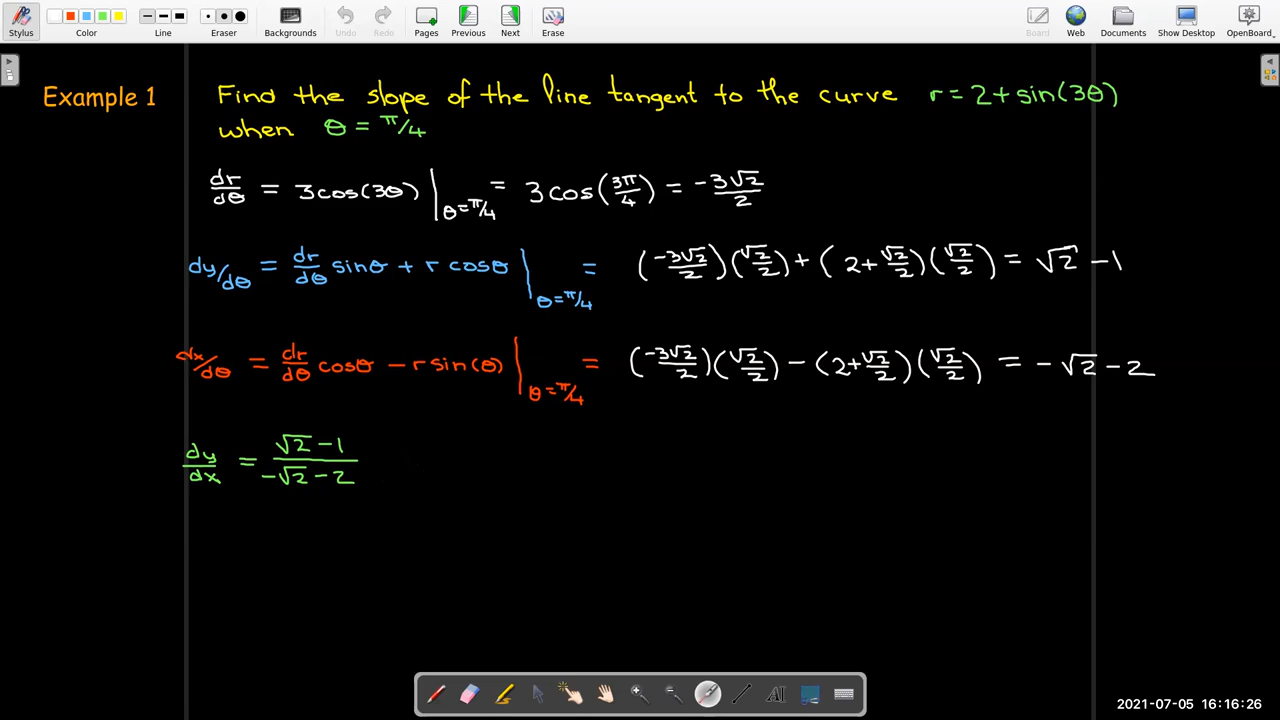 Stylus Color Line Eraser Backgrounds Undo Redo Pages Previous Next Erase Board Web Documents Show Desktop OpenBoard
Example 1 Find the slope of the line tangent to the curve r = 2 + sin(3θ)
when θ = π/4
dr/dθ = 3cos(3θ) |θ=π/4 = 3cos(3π/4) = -3√2/2
dy/dθ = dr/dθ sinθ + r cosθ |θ=π/4 = (-3√2/2)(√2/2) + (2+√2/2)(√2/2) = √2 - 1
dx/dθ = dr/dθ cosθ - r sin(θ) |θ=π/4 = (-3√2/2)(√2/2) - (2+√2/2)(√2/2) = -√2 - 2
dy/dx = √2 - 1 / -√2 - 2
AI
2021-07-05 16:16:26